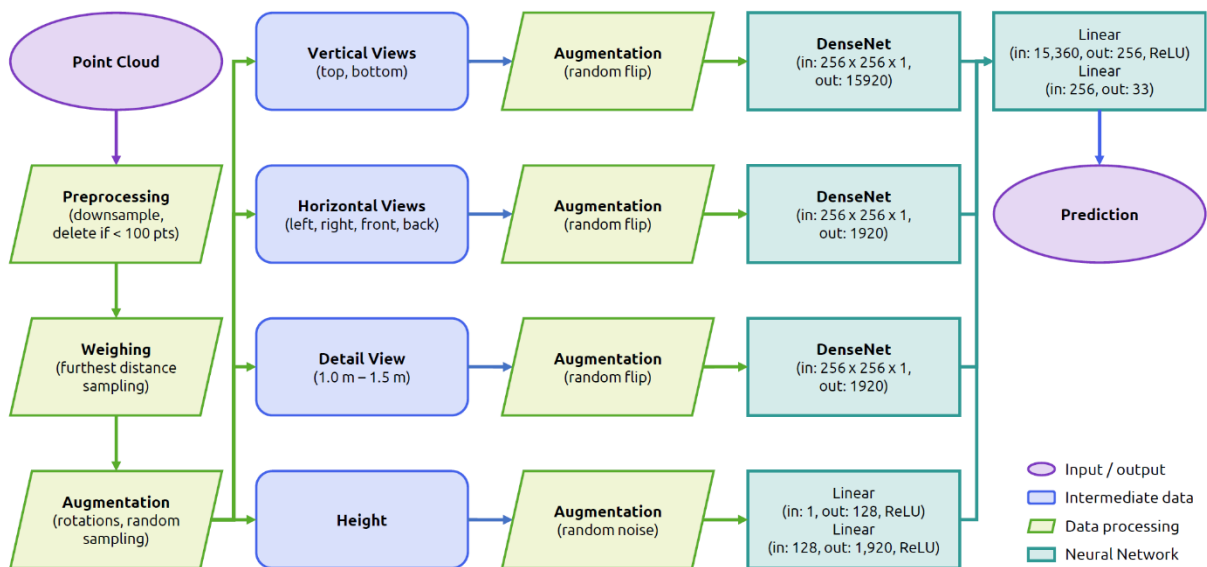 Point Cloud
Preprocessing
(downsample,
delete if < 100 pts)
Weighing
(furthest distance
sampling)
Augmentation
(rotations, random
sampling)
Vertical Views
(top, bottom)
Augmentation
(random flip)
DenseNet
(in: 256 x 256 x 1,
out: 15920)
Horizontal Views
(left, right, front, back)
Augmentation
(random flip)
DenseNet
(in: 256 x 256 x 1,
out: 1920)
Detail View
(1.0 m – 1.5 m)
Augmentation
(random flip)
DenseNet
(in: 256 x 256 x 1,
out: 1920)
Height
Augmentation
(random noise)
Linear
(in: 1, out: 128, ReLU)
Linear
(in: 128, out: 1,920, ReLU)
Linear
(in: 15,360, out: 256, ReLU)
Linear
(in: 256, out: 33)
Prediction
Input / output
Intermediate data
Data processing
Neural Network